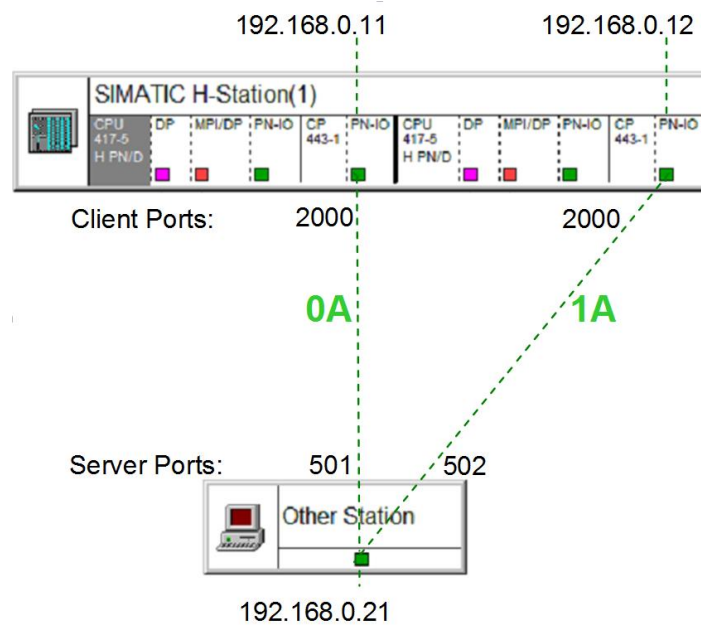 192.168.0.11 192.168.0.12
SIMATIC H-Station(1)
CPU 417-5 H PN/D DP MPI/DP PN-IO CP 443-1 PN-IO CPU 417-5 H PN/D DP MPI/DP PN-IO CP 443-1 PN-IO
Client Ports: 2000 2000
0A 1A
Server Ports: 501 502
Other Station
192.168.0.21